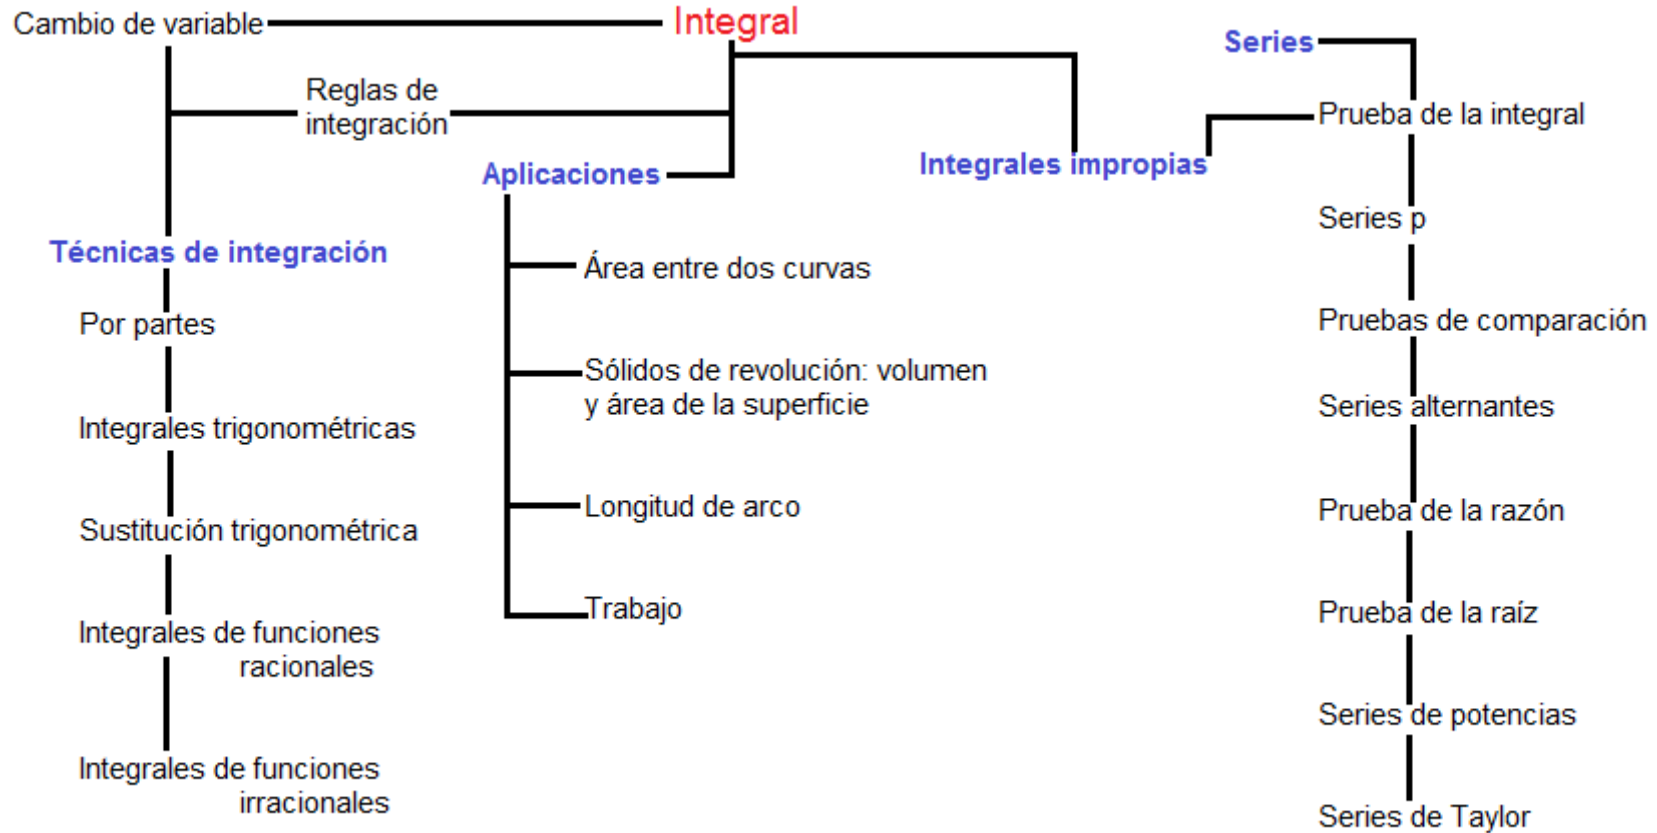 Cambio de variable
Integral
Series
Reglas de
integración
Prueba de la integral
Aplicaciones
Integrales impropias
Series p
Técnicas de integración
Área entre dos curvas
Por partes
Pruebas de comparación
Sólidos de revolución: volumen
y área de la superficie
Series alternantes
Integrales trigonométricas
Longitud de arco
Prueba de la razón
Sustitución trigonométrica
Trabajo
Prueba de la raíz
Integrales de funciones
racionales
Series de potencias
Integrales de funciones
irracionales
Series de Taylor